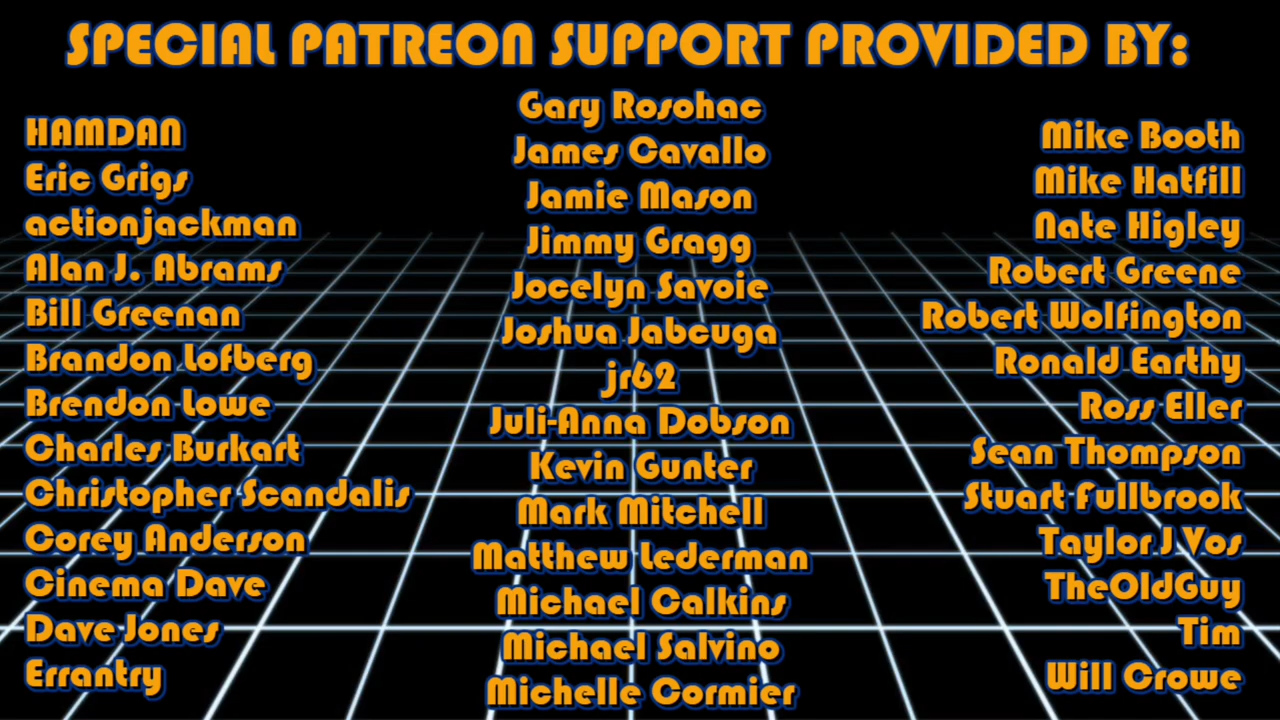 SPECIAL PATREON SUPPORT PROVIDED BY:
HAMDAN
Eric Grigs
actionjackman
Alan J. Abrams
Bill Greenan
Brandon Lofberg
Brendon Lowe
Charles Burkart
Christopher Scandalis
Corey Anderson
Cinema Dave
Dave Jones
Errantry
Gary Rosohac
James Cavallo
Jamie Mason
Jimmy Gragg
Jocelyn Savoie
Joshua Jabcuga
jr62
Juli-Anna Dobson
Kevin Gunter
Mark Mitchell
Matthew Lederman
Michael Calkins
Michael Salvino
Michelle Cormier
Mike Booth
Mike Hatfill
Nate Higley
Robert Greene
Robert Wolfington
Ronald Earthy
Ross Eller
Sean Thompson
Stuart Fullbrook
Taylor J Vos
TheOldGuy
Tim
Will Crowe